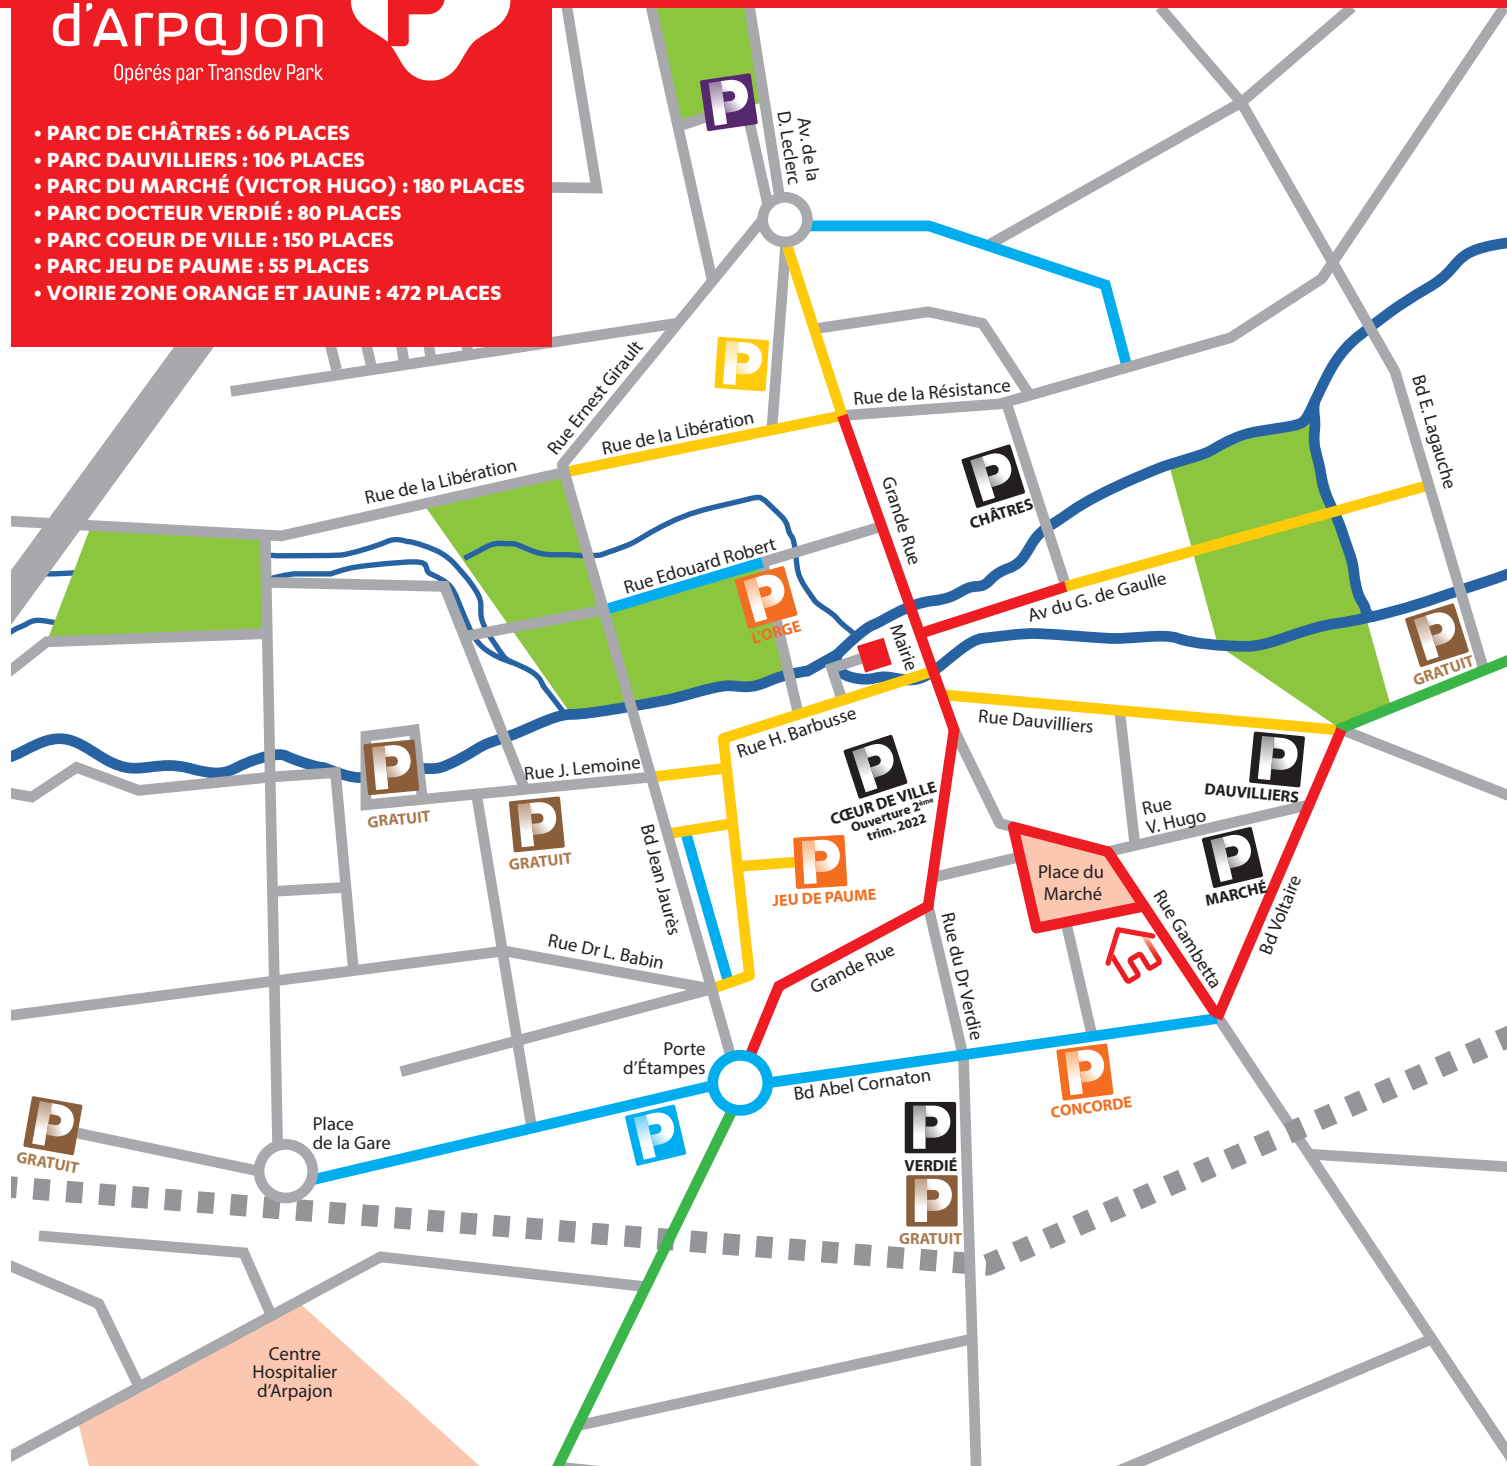 d'Arpajon
Opérés par Transdev Park
• PARC DE CHÂTRES : 66 PLACES
• PARC DAUVILLIERS : 106 PLACES
• PARC DU MARCHÉ (VICTOR HUGO) : 180 PLACES
• PARC DOCTEUR VERDIÉ : 80 PLACES
• PARC COEUR DE VILLE : 150 PLACES
• PARC JEU DE PAUME : 55 PLACES
• VOIRIE ZONE ORANGE ET JAUNE : 472 PLACES
P
Av. de la
D. Leclerc
P
Rue Ernest Girault
Rue de la Résistance
Bd E. Lagauche
Rue de la Libération
Rue de la Libération
Grande Rue
P
CHÂTRES
Rue Edouard Robert
P
L'ORGE
Av du G. de Gaulle
Mairie
P
GRATUIT
Rue H. Barbusse
Rue Dauvilliers
P
GRATUIT
Rue J. Lemoine
P
CŒUR DE VILLE
Ouverture 2ème
trim. 2022
P
DAUVILLIERS
Rue
V. Hugo
P
GRATUIT
Bd Jean Jaurès
P
JEU DE PAUME
Place du
Marché
P
MARCHÉ
Rue Gambetta
Bd Voltaire
Rue Dr L. Babin
Grande Rue
Rue du Dr Verdie
Porte
d'Étampes
Bd Abel Cornaton
P
CONCORDE
P
GRATUIT
Place
de la Gare
P
P
VERDIÉ
P
GRATUIT
Centre
Hospitalier
d'Arpajon